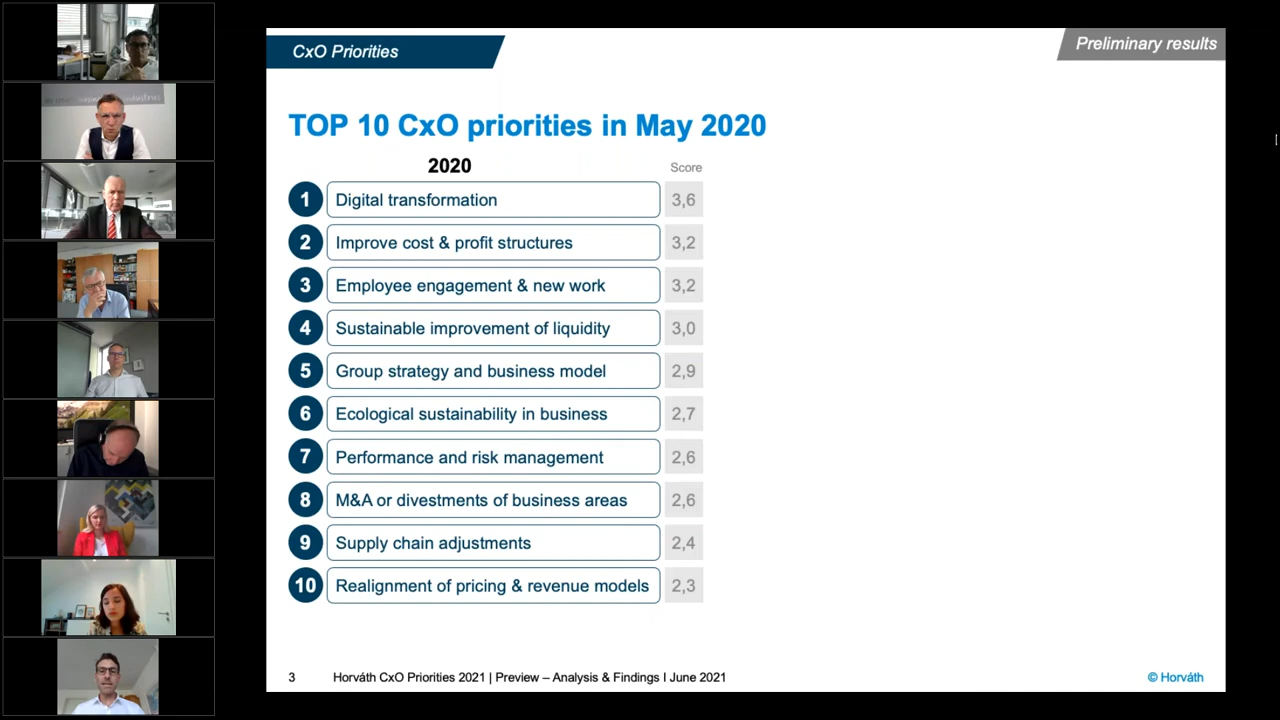 CxO Priorities
Preliminary results
TOP 10 CxO priorities in May 2020
2020
Score
1 Digital transformation 3,6
2 Improve cost & profit structures 3,2
3 Employee engagement & new work 3,2
4 Sustainable improvement of liquidity 3,0
5 Group strategy and business model 2,9
6 Ecological sustainability in business 2,7
7 Performance and risk management 2,6
8 M&A or divestments of business areas 2,6
9 Supply chain adjustments 2,4
10 Realignment of pricing & revenue models 2,3
3 Horváth CxO Priorities 2021 | Preview – Analysis & Findings I June 2021
© Horváth